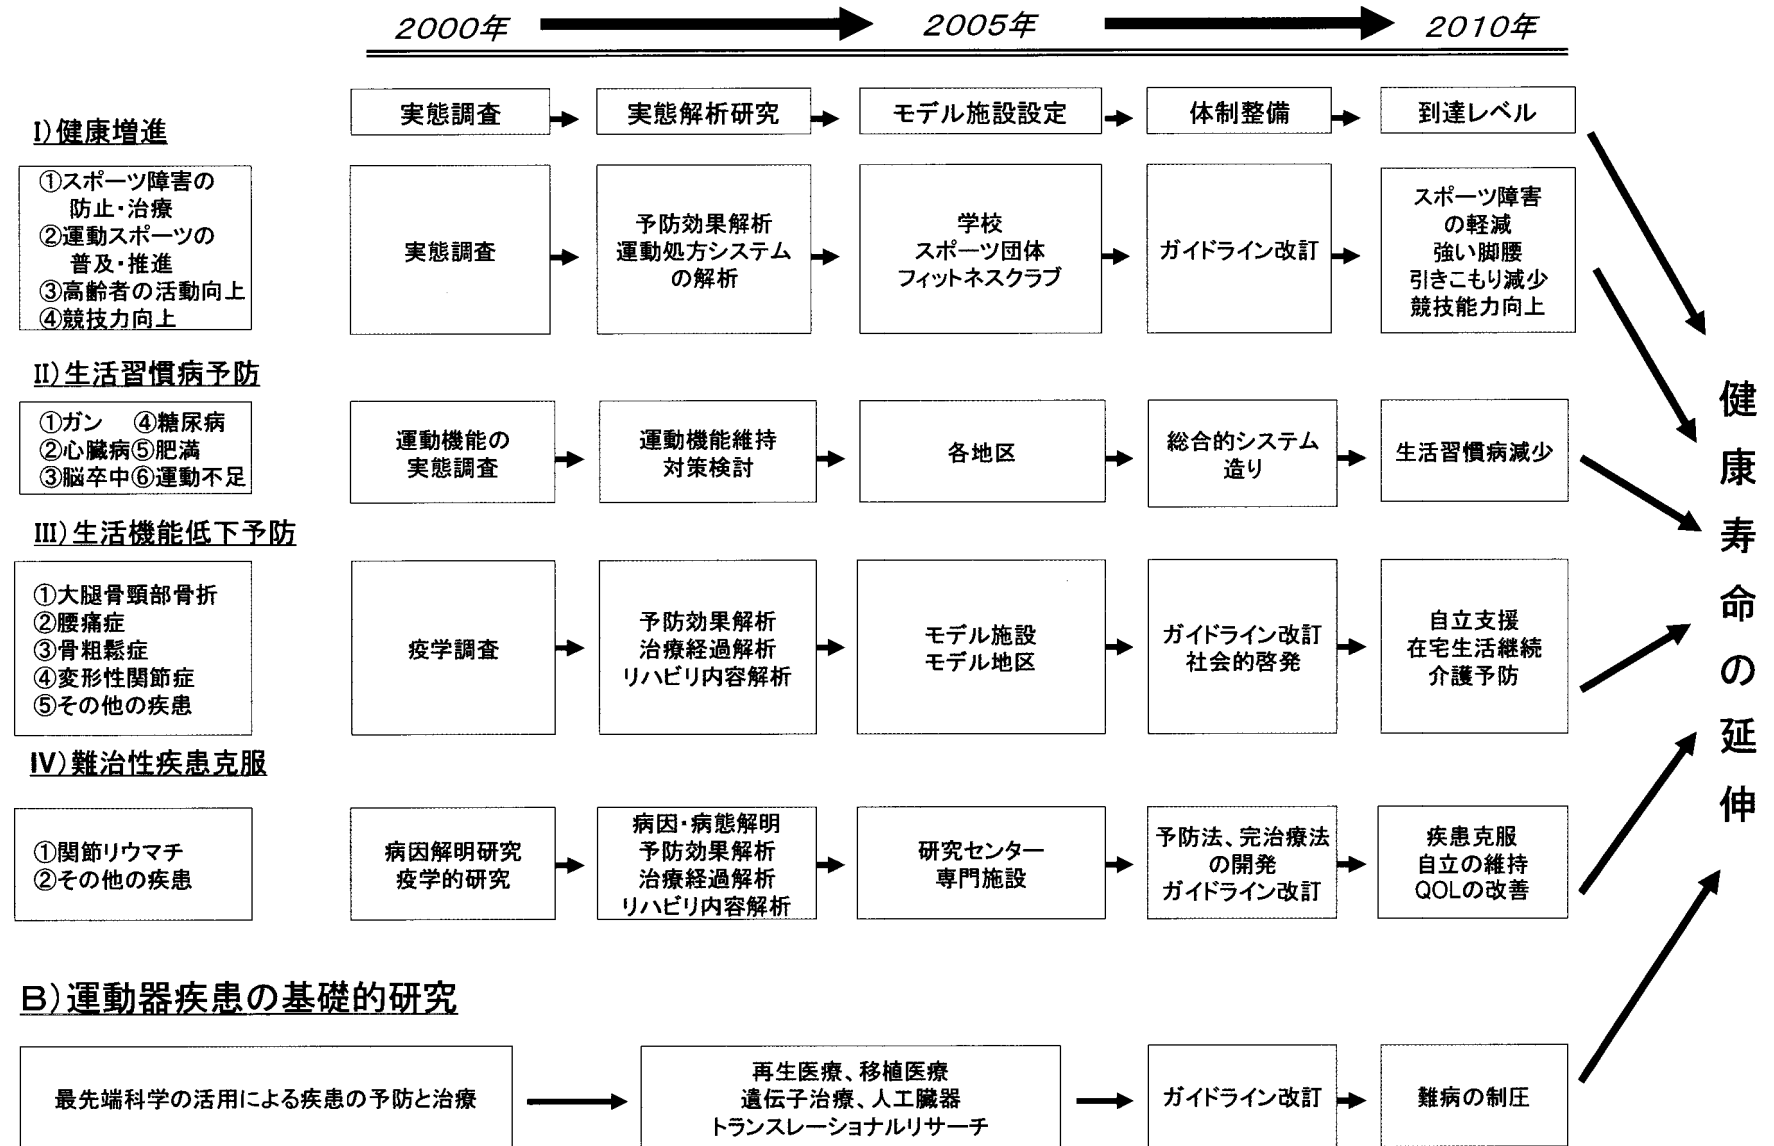 2000年
2005年
2010年
実態調査
実態解析研究
モデル施設設定
体制整備
到達レベル
I)健康増進
①スポーツ障害の
防止・治療
②運動スポーツの
普及・推進
③高齢者の活動向上
④競技力向上
実態調査
予防効果解析
運動処方システム
の解析
学校
スポーツ団体
フィットネスクラブ
ガイドライン改訂
スポーツ障害
の軽減
強い脚腰
引きこもり減少
競技能力向上
II)生活習慣病予防
①ガン ④糖尿病
②心臓病⑤肥満
③脳卒中⑥運動不足
運動機能の
実態調査
運動機能維持
対策検討
各地区
総合的システム
造り
生活習慣病減少
III)生活機能低下予防
①大腿骨頸部骨折
②腰痛症
③骨粗鬆症
④変形性関節症
⑤その他の疾患
疫学調査
予防効果解析
治療経過解析
リハビリ内容解析
モデル施設
モデル地区
ガイドライン改訂
社会的啓発
自立支援
在宅生活継続
介護予防
IV)難治性疾患克服
①関節リウマチ
②その他の疾患
病因解明研究
疫学的研究
病因・病態解明
予防効果解析
治療経過解析
リハビリ内容解析
研究センター
専門施設
予防法、完治療法
の開発
ガイドライン改訂
疾患克服
自立の維持
QOLの改善
B)運動器疾患の基礎的研究
最先端科学の活用による疾患の予防と治療
再生医療、移植医療
遺伝子治療、人工臓器
トランスレーショナルリサーチ
ガイドライン改訂
難病の制圧
健康寿命の延伸